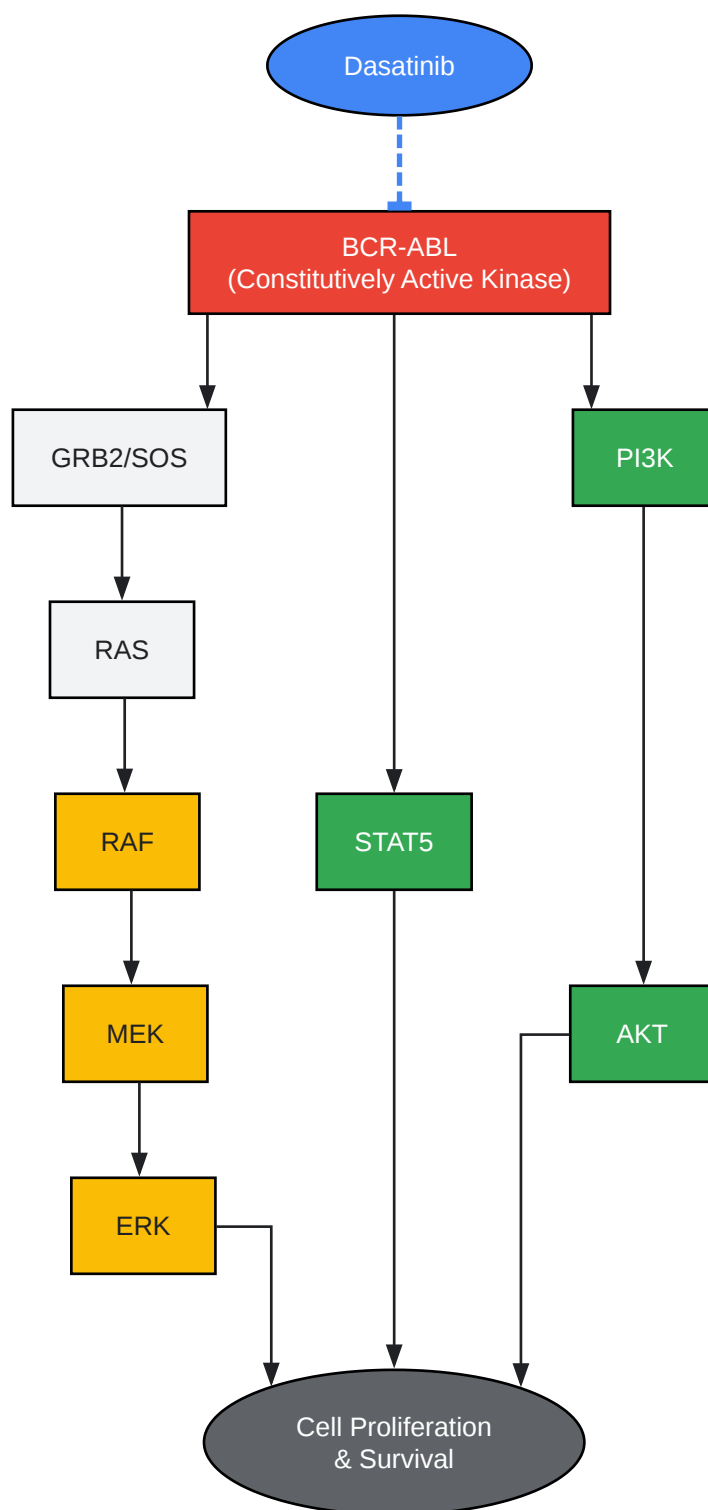 Dasatinib
BCR-ABL
(Constitutively Active Kinase)
GRB2/SOS
PI3K
RAS
RAF
STAT5
MEK
AKT
ERK
Cell Proliferation
& Survival